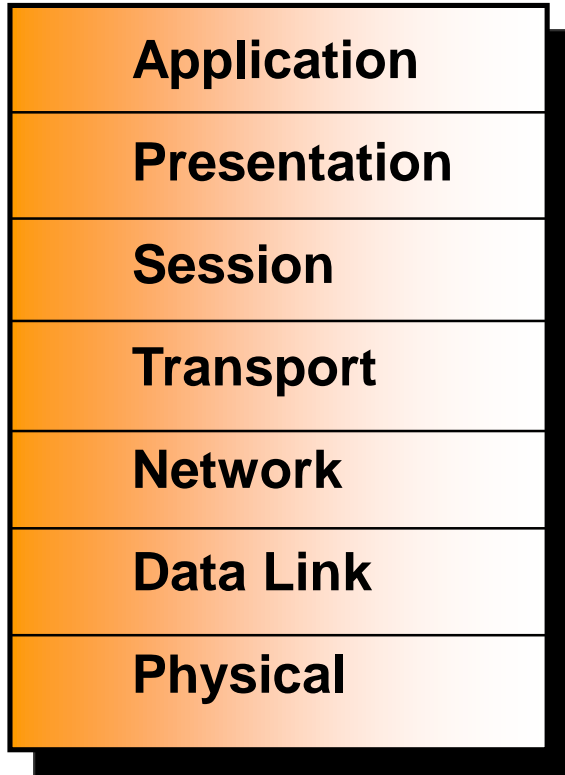 Application
Presentation
Session
Transport
Network
Data Link
Physical